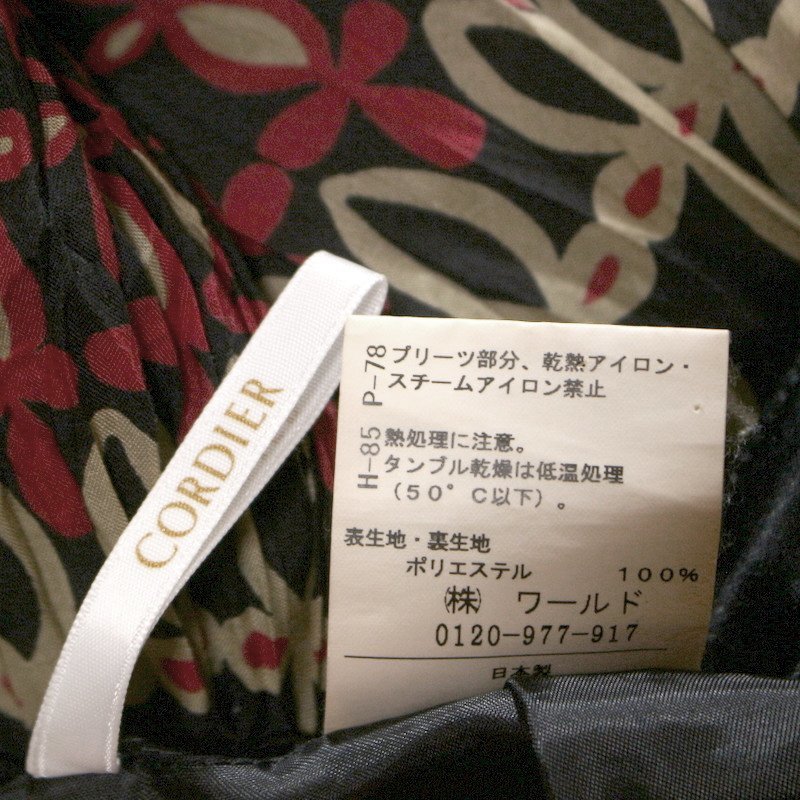 CORDIER
P-78 プリーツ部分、乾熱アイロン・
スチームアイロン禁止
H-85 熱処理に注意。
タンブル乾燥は低温処理
（50°C以下）。
表生地・裏生地
ポリエステル 100%
㈱ ワールド
0120-977-917
日本製